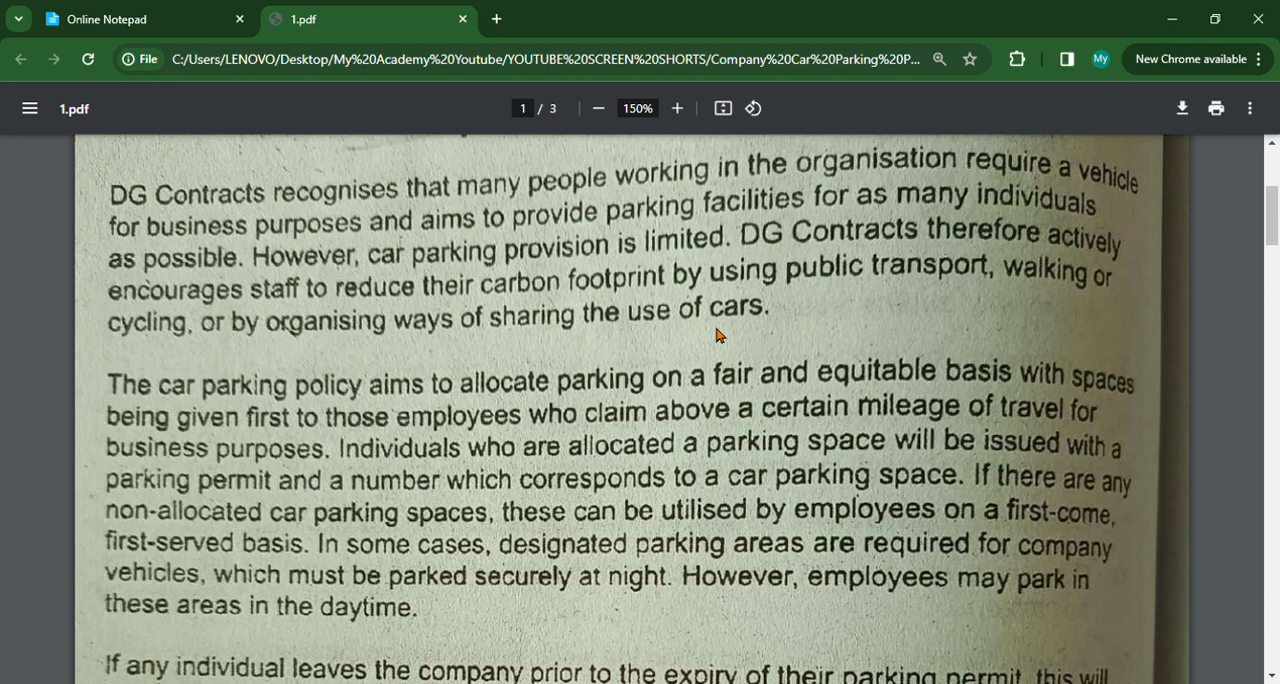 Online Notepad
1.pdf
File
C:/Users/LENOVO/Desktop/My%20Academy%20Youtube/YOUTUBE%20SCREEN%20SHORTS/Company%20Car%20Parking%20P...
My
New Chrome available
1.pdf
1 / 3
150%
DG Contracts recognises that many people working in the organisation require a vehicle
for business purposes and aims to provide parking facilities for as many individuals
as possible. However, car parking provision is limited. DG Contracts therefore actively
encourages staff to reduce their carbon footprint by using public transport, walking or
cycling, or by organising ways of sharing the use of cars.
The car parking policy aims to allocate parking on a fair and equitable basis with spaces
being given first to those employees who claim above a certain mileage of travel for
business purposes. Individuals who are allocated a parking space will be issued with a
parking permit and a number which corresponds to a car parking space. If there are any
non-allocated car parking spaces, these can be utilised by employees on a first-come,
first-served basis. In some cases, designated parking areas are required for company
vehicles, which must be parked securely at night. However, employees may park in
these areas in the daytime.
If any individual leaves the company prior to the expiry of their parking permit, this will